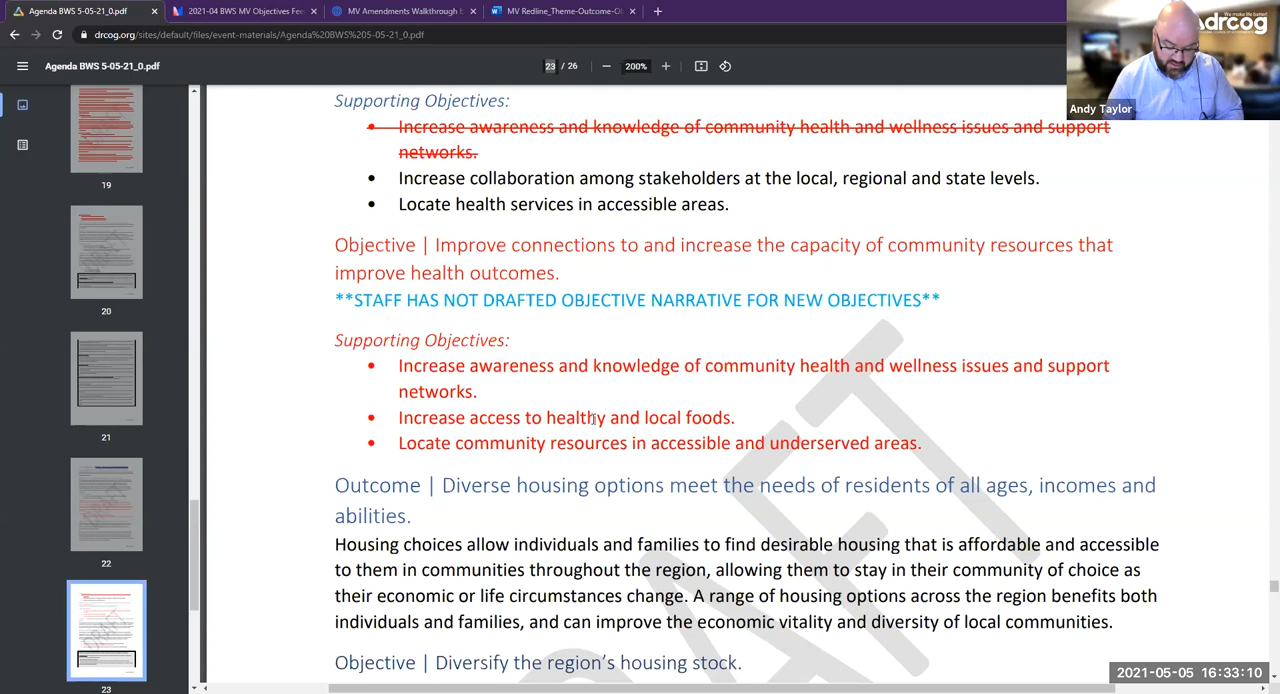 Agenda BWS 5-05-21_0.pdf
2021-04 BWS MV Objectives Fee
MV Amendments Walkthrough b
MV Redline_Theme-Outcome-O
drcog.org/sites/default/files/event-materials/Agenda%20BWS%205-05-21_0.pdf
We make life better!
drcog
Agenda BWS 5-05-21_0.pdf
23 / 26
200%
Andy Taylor
19
20
21
22
23
Supporting Objectives:
• Increase awareness and knowledge of community health and wellness issues and support
networks.
• Increase collaboration among stakeholders at the local, regional and state levels.
• Locate health services in accessible areas.
Objective | Improve connections to and increase the capacity of community resources that
improve health outcomes.
**STAFF HAS NOT DRAFTED OBJECTIVE NARRATIVE FOR NEW OBJECTIVES**
Supporting Objectives:
• Increase awareness and knowledge of community health and wellness issues and support
networks.
• Increase access to healthy and local foods.
• Locate community resources in accessible and underserved areas.
Outcome | Diverse housing options meet the needs of residents of all ages, incomes and
abilities.
Housing choices allow individuals and families to find desirable housing that is affordable and accessible
to them in communities throughout the region, allowing them to stay in their community of choice as
their economic or life circumstances change. A range of housing options across the region benefits both
individuals and families, and can improve the economic vitality and diversity of local communities.
Objective | Diversify the region's housing stock.
DRAFT
2021-05-05 16:33:10